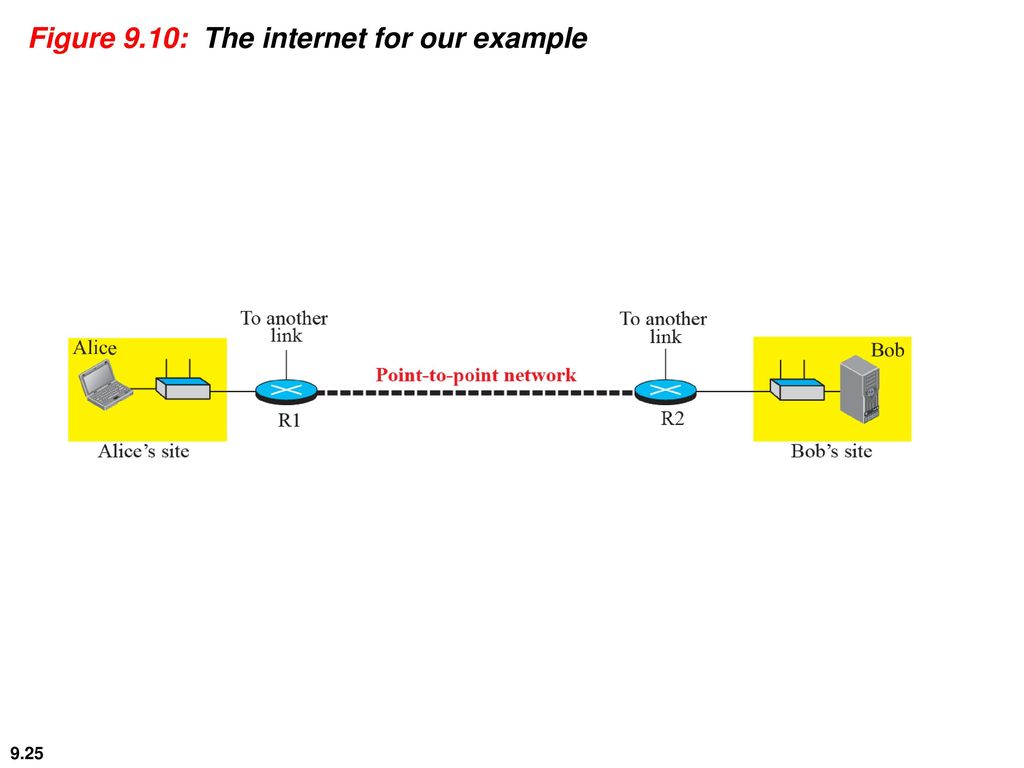 Figure 9.10: The internet for our example
To another
link
To another
link
Alice
Bob
Point-to-point network
R1
R2
Alice’s site
Bob’s site
9.25